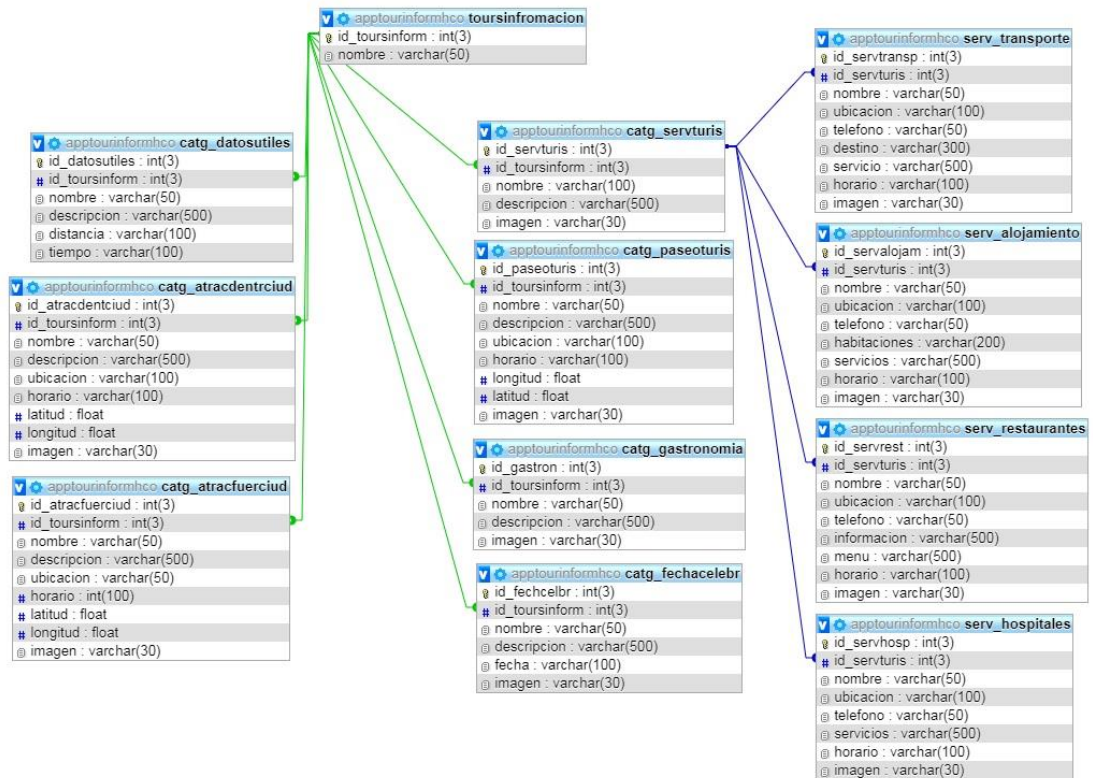 apptourinformhco toursinfromacion
id_toursinform : int(3)
nombre : varchar(50)
apptourinformhco catg_datosutiles
id_datosutiles : int(3)
id_toursinform : int(3)
nombre : varchar(50)
descripcion : varchar(500)
distancia : varchar(100)
tiempo : varchar(100)
apptourinformhco catg_atracdentrciud
id_atracdentciud : int(3)
id_toursinform : int(3)
nombre : varchar(50)
descripcion : varchar(500)
ubicacion : varchar(100)
horario : varchar(100)
latitud : float
longitud : float
imagen : varchar(30)
apptourinformhco catg_atracfuerciud
id_atracfuerciud : int(3)
id_toursinform : int(3)
nombre : varchar(50)
descripcion : varchar(500)
ubicacion : varchar(50)
horario : int(100)
latitud : float
longitud : float
imagen : varchar(30)
apptourinformhco catg_servturis
id_servturis : int(3)
id_toursinform : int(3)
nombre : varchar(100)
descripcion : varchar(500)
imagen : varchar(30)
apptourinformhco catg_paseoturis
id_paseoturis : int(3)
id_toursinform : int(3)
nombre : varchar(50)
descripcion : varchar(500)
ubicacion : varchar(100)
horario : varchar(100)
longitud : float
latitud : float
imagen : varchar(30)
apptourinformhco catg_gastronomia
id_gastron : int(3)
id_toursinform : int(3)
nombre : varchar(50)
descripcion : varchar(500)
imagen : varchar(30)
apptourinformhco catg_fechacelebr
id_fechcelbr : int(3)
id_toursinform : int(3)
nombre : varchar(50)
descripcion : varchar(500)
fecha : varchar(100)
imagen : varchar(30)
apptourinformhco serv_transporte
id_servtransp : int(3)
id_servturis : int(3)
nombre : varchar(50)
ubicacion : varchar(100)
telefono : varchar(50)
destino : varchar(300)
servicio : varchar(500)
horario : varchar(100)
imagen : varchar(30)
apptourinformhco serv_alojamiento
id_servalojam : int(3)
id_servturis : int(3)
nombre : varchar(50)
ubicacion : varchar(100)
telefono : varchar(50)
habitaciones : varchar(200)
servicios : varchar(500)
horario : varchar(100)
imagen : varchar(30)
apptourinformhco serv_restaurantes
id_servrest : int(3)
id_servturis : int(3)
nombre : varchar(50)
ubicacion : varchar(100)
telefono : varchar(50)
informacion : varchar(500)
menu : varchar(500)
horario : varchar(100)
imagen : varchar(30)
apptourinformhco serv_hospitales
id_servhosp : int(3)
id_servturis : int(3)
nombre : varchar(50)
ubicacion : varchar(100)
telefono : varchar(50)
servicios : varchar(500)
horario : varchar(100)
imagen : varchar(30)